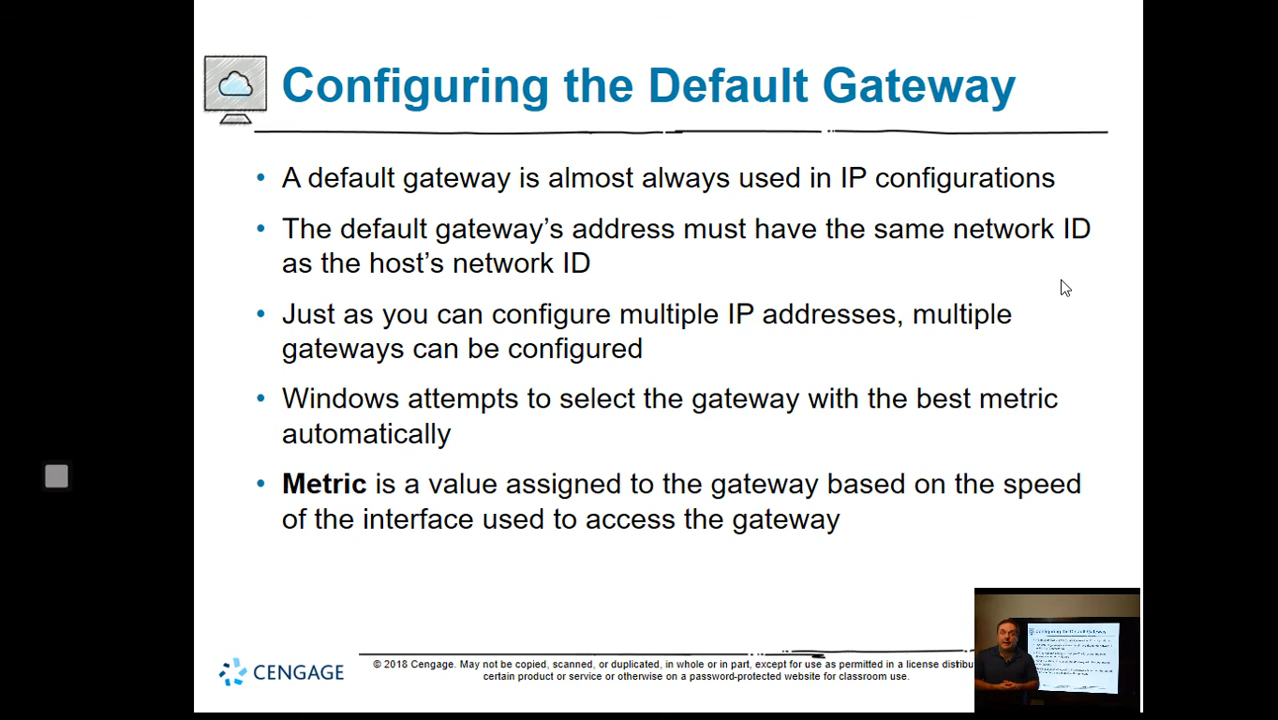 Configuring the Default Gateway
• A default gateway is almost always used in IP configurations
• The default gateway’s address must have the same network ID
as the host’s network ID
• Just as you can configure multiple IP addresses, multiple
gateways can be configured
• Windows attempts to select the gateway with the best metric
automatically
• Metric is a value assigned to the gateway based on the speed
of the interface used to access the gateway
CENGAGE
© 2018 Cengage. May not be copied, scanned, or duplicated, in whole or in part, except for use as permitted in a license
certain product or service or otherwise on a password-protected website for classroom use.
Configuring the Default Gateway